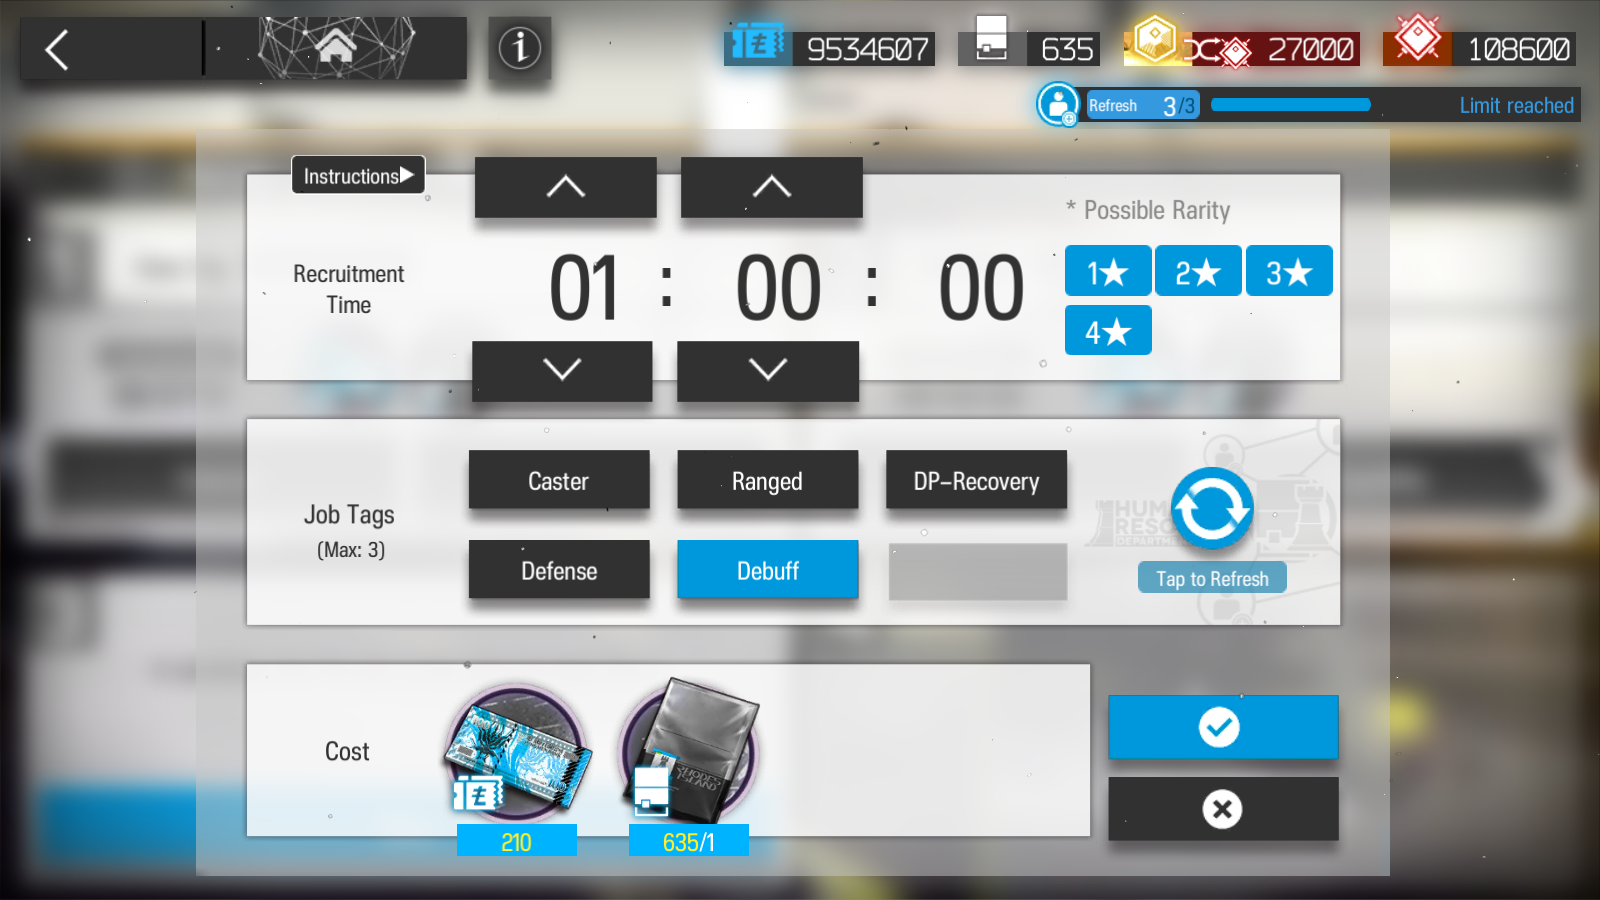 9534607
635
27000
108600
Refresh 3/3
Limit reached
Instructions
* Possible Rarity
Recruitment
Time
01 : 00 : 00
1★ 2★ 3★
4★
Job Tags
(Max: 3)
Caster Ranged DP-Recovery
Defense Debuff
Tap to Refresh
Cost
RHODES
ISLAND
210
635/1